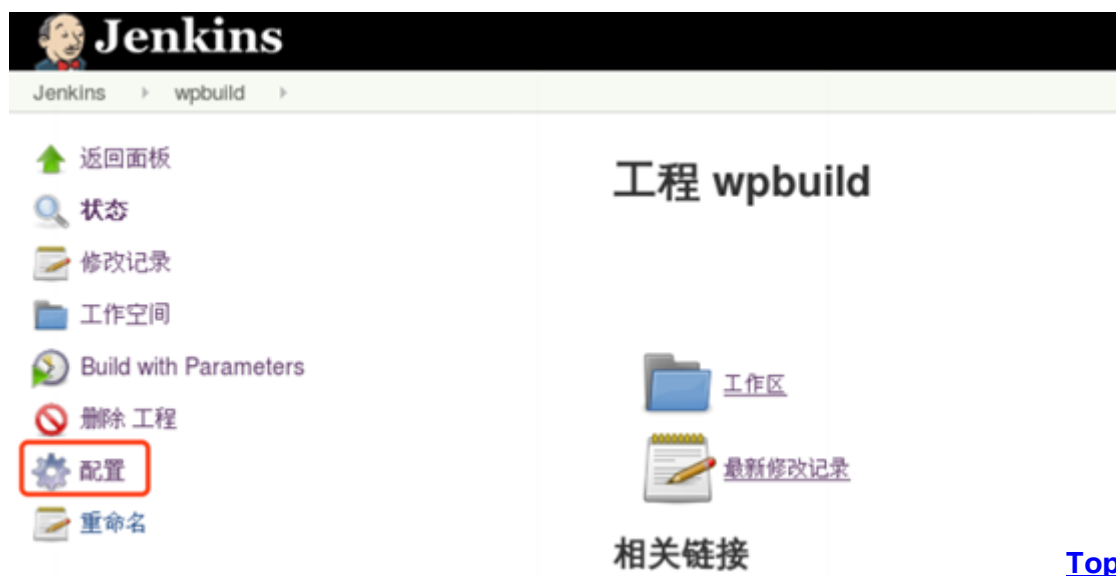 Jenkins
Jenkins wpbuild
返回面板
状态
修改记录
工作空间
Build with Parameters
删除 工程
配置
重命名
工程 wpbuild
工作区
最新修改记录
相关链接
Top